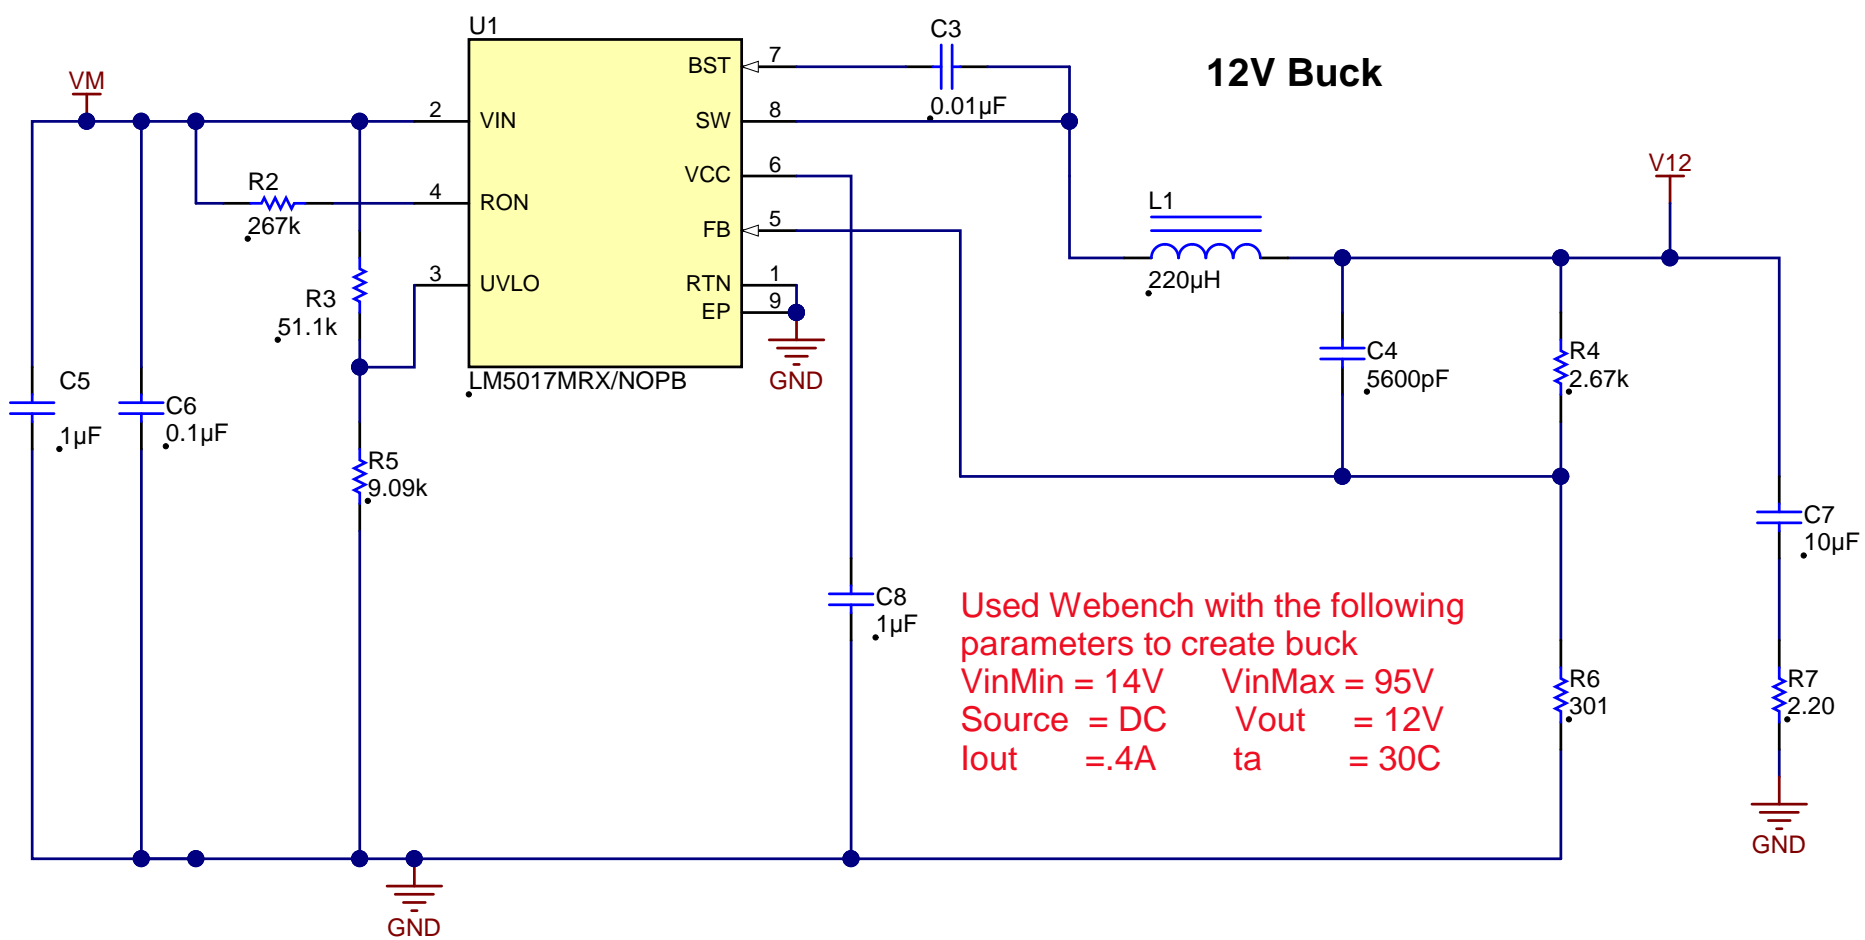 U1
C3
12V Buck
BST
7
VM
0.01µF
2
VIN
SW
8
V12
VCC
6
R2
4
RON
L1
267k
FB
5
3
UVLO
RTN
1
220µH
R3
EP
9
51.1k
C4
R4
C5
LM5017MRX/NOPB
GND
5600pF
2.67k
C6
1µF
0.1µF
R5
9.09k
C7
10µF
C8
1µF
Used Webench with the following
parameters to create buck
VinMin = 14V VinMax = 95V
Source = DC Vout = 12V
Iout =.4A ta = 30C
R6
301
R7
2.20
GND
GND